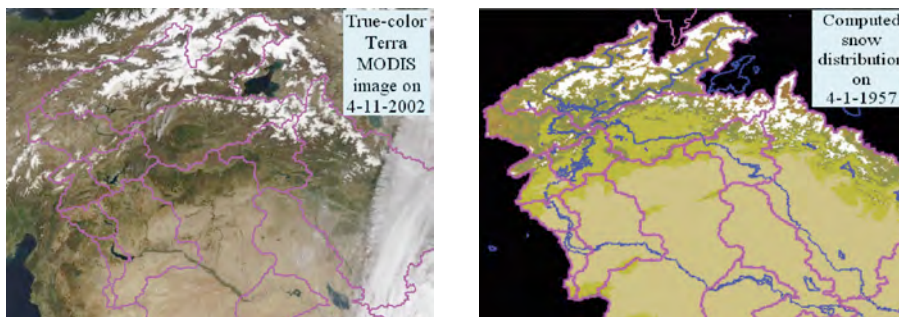 True-color
Terra
MODIS
image on
4-11-2002
Computed
snow
distribution
on
4-1-1957